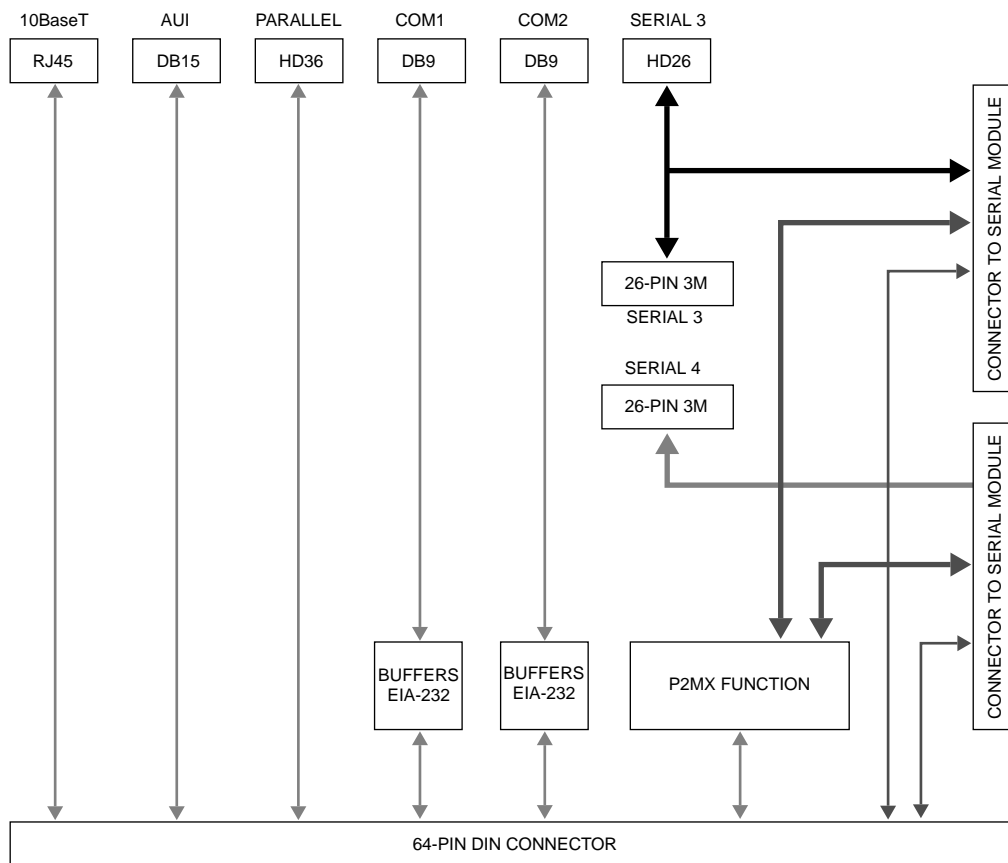 10BaseT
AUI
PARALLEL
COM1
COM2
SERIAL 3
RJ45
DB15
HD36
DB9
DB9
HD26
CONNECTOR TO SERIAL MODULE
26-PIN 3M
SERIAL 3
SERIAL 4
26-PIN 3M
CONNECTOR TO SERIAL MODULE
BUFFERS
EIA-232
BUFFERS
EIA-232
P2MX FUNCTION
64-PIN DIN CONNECTOR